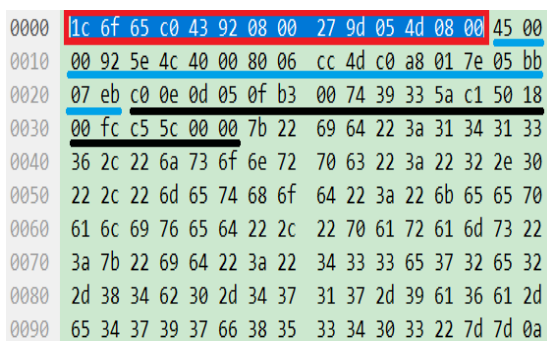 0000 1c 6f 65 c0 43 92 08 00 27 9d 05 4d 08 00 45 00
0010 00 92 5e 4c 40 00 80 06 cc 4d c0 a8 01 7e 05 bb
0020 07 eb c0 0e 0d 05 0f b3 00 74 39 33 5a c1 50 18
0030 00 fc c5 5c 00 00 7b 22 69 64 22 3a 31 34 31 33
0040 36 2c 22 6a 73 6f 6e 72 70 63 22 3a 22 32 2e 30
0050 22 2c 22 6d 65 74 68 6f 64 22 3a 22 6b 65 65 70
0060 61 6c 69 76 65 64 22 2c 22 70 61 72 61 6d 73 22
0070 3a 7b 22 69 64 22 3a 22 34 33 33 65 37 32 65 32
0080 2d 38 34 62 30 2d 34 37 31 37 2d 39 61 36 61 2d
0090 65 34 37 39 37 66 38 35 33 34 30 33 22 7d 7d 0a